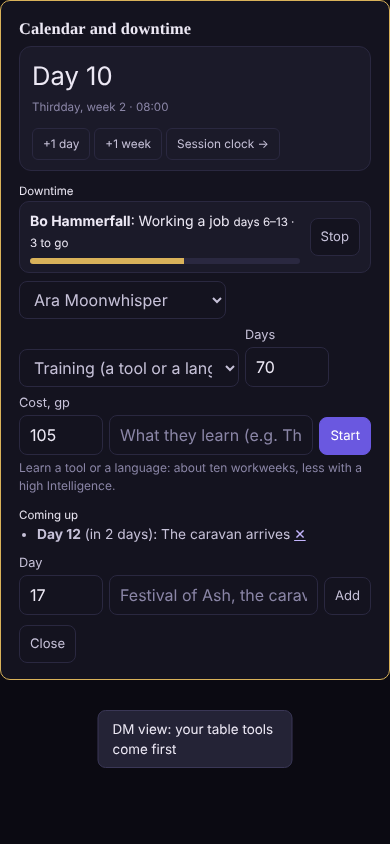 Calendar and downtime
Day 10
Thirdday, week 2 · 08:00
+1 day
+1 week
Session clock →
Downtime
Bo Hammerfall: Working a job days 6–13 ·
3 to go
Stop
Ara Moonwhisper
Days
Training (a tool or a lang
70
Cost, gp
105
What they learn (e.g. Th
Start
Learn a tool or a language: about ten workweeks, less with a
high Intelligence.
Coming up
• Day 12 (in 2 days): The caravan arrives ✕
Day
17
Festival of Ash, the carav
Add
Close
DM view: your table tools
come first